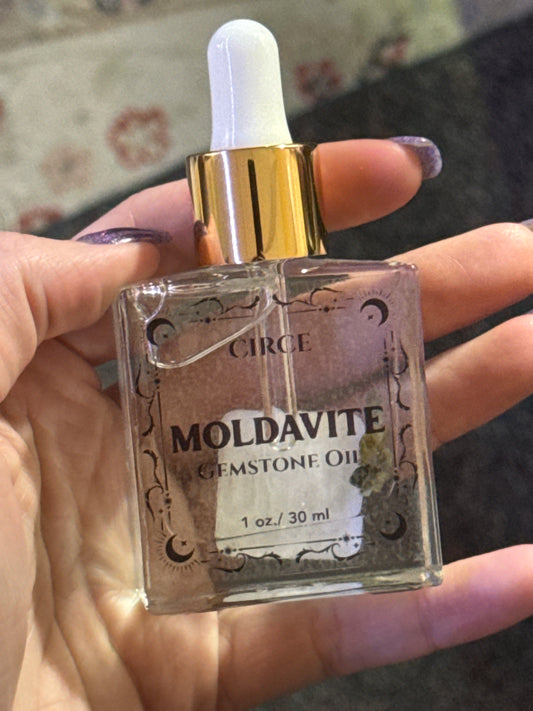 CIRCE
MOLDAVITE
GEMSTONE OIL
1 oz./ 30 ml